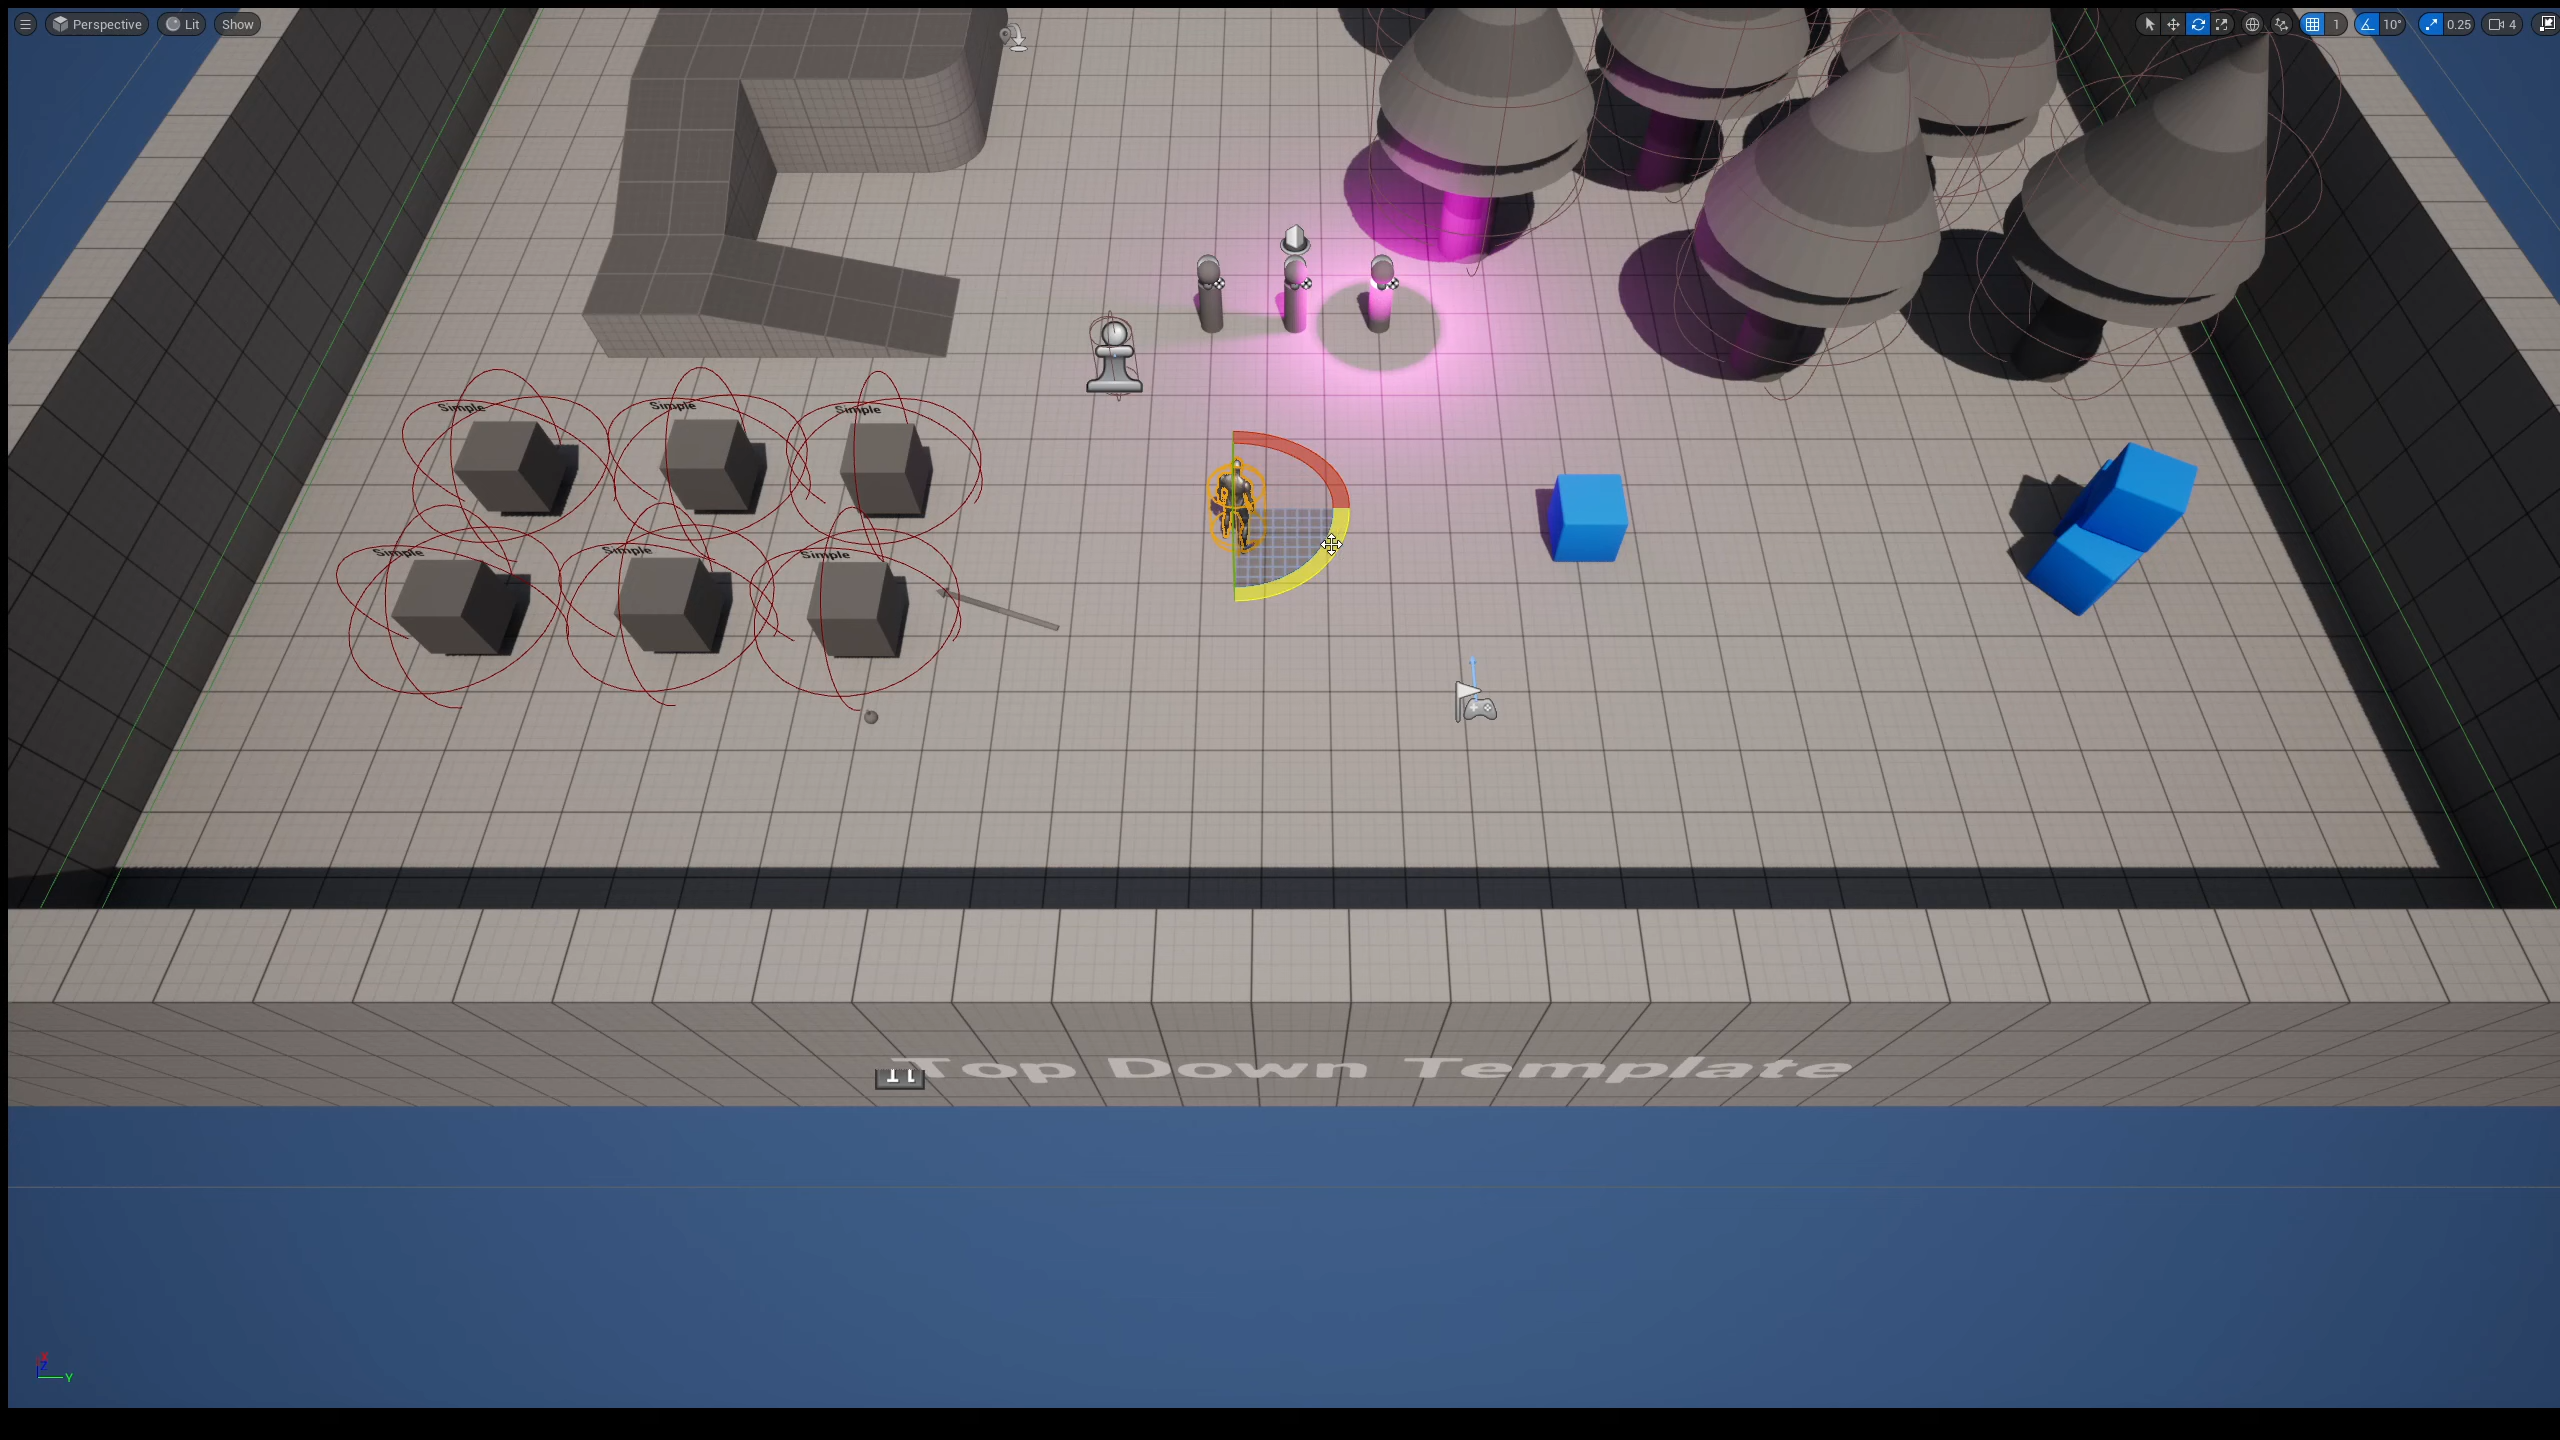 Perspective Lit Show 1 10° 0.25 4
Simple Simple Simple
Simple Simple Simple
Top Down Template
X
Z
Y